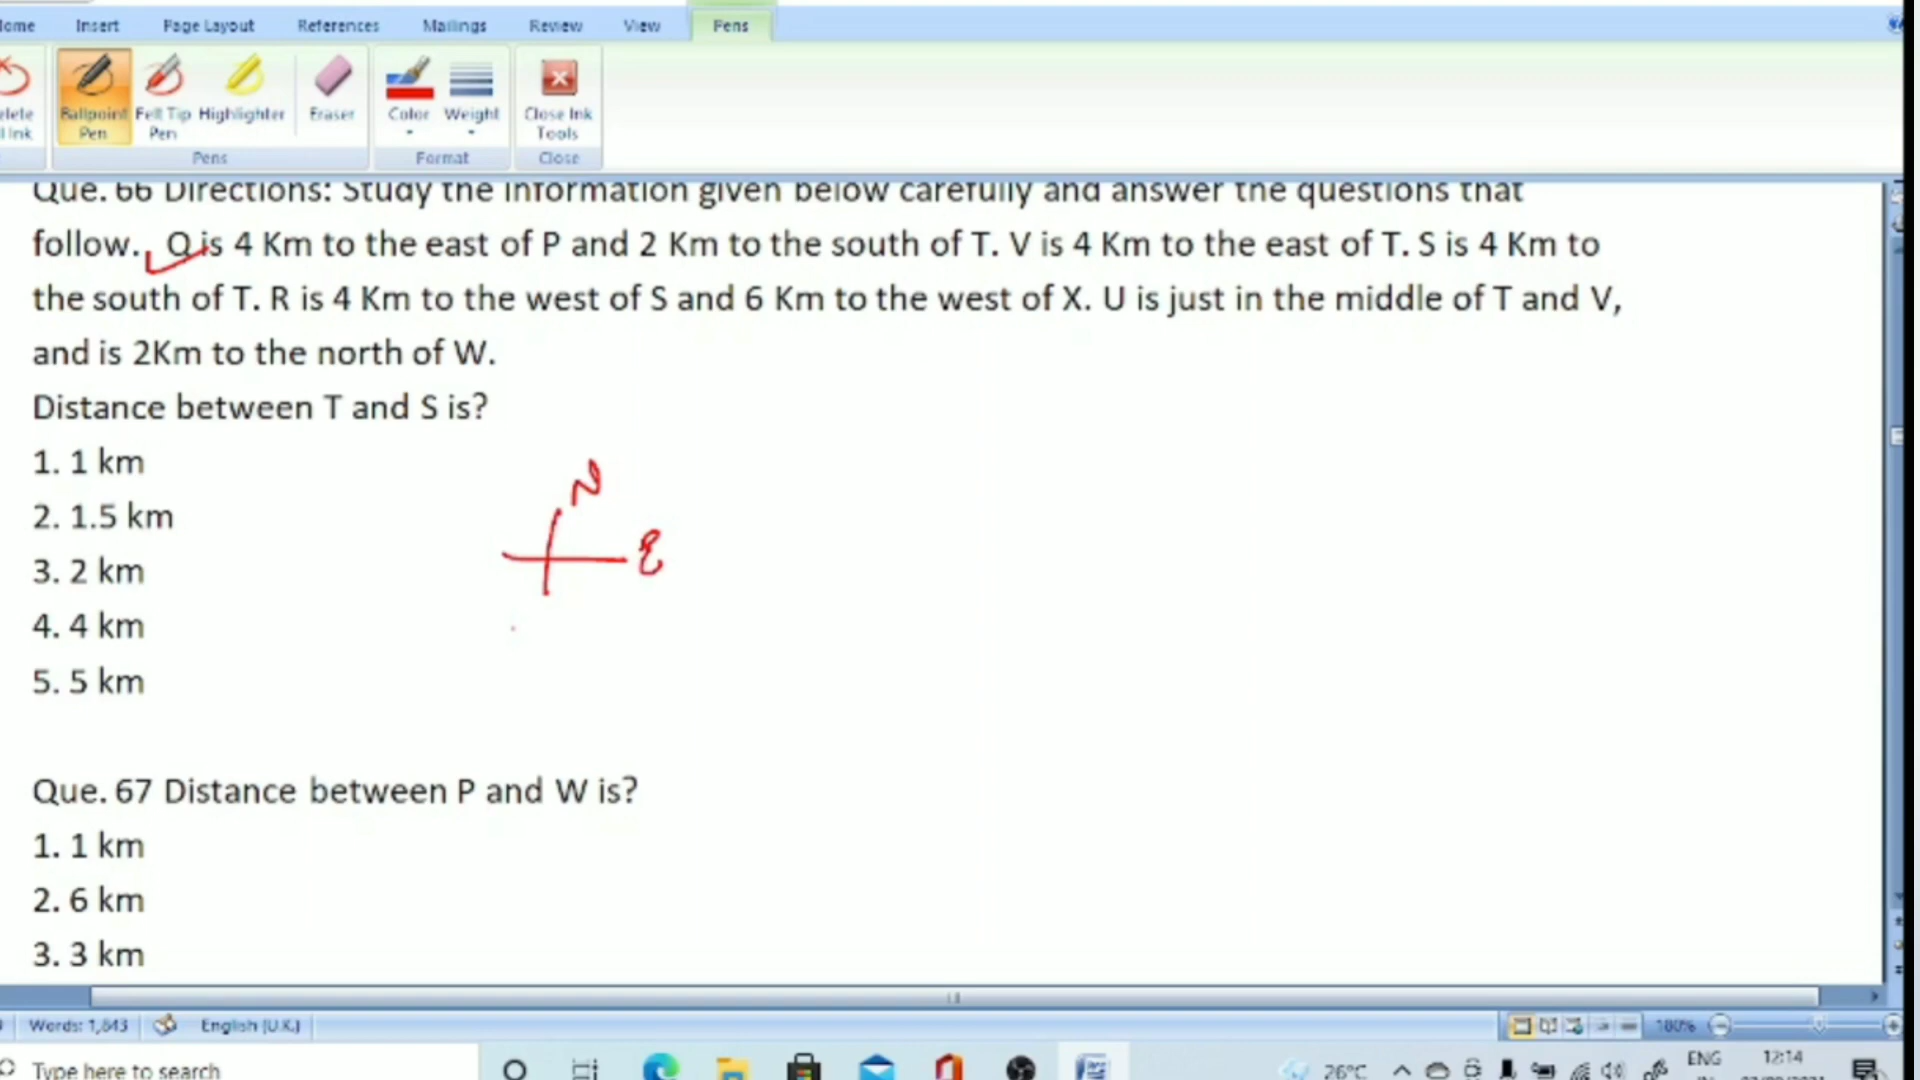 ome Insert Page Layout References Mailings Review View Pens
elete l Ink Ballpoint Pen Felt Tip Pen Highlighter Eraser Color Weight Close Ink Tools
Pens Format Close
Que. 66 Directions: Study the information given below carefully and answer the questions that
follow. Q is 4 Km to the east of P and 2 Km to the south of T. V is 4 Km to the east of T. S is 4 Km to
the south of T. R is 4 Km to the west of S and 6 Km to the west of X. U is just in the middle of T and V,
and is 2Km to the north of W.
Distance between T and S is?
1. 1 km
2. 1.5 km
3. 2 km
4. 4 km
5. 5 km
N
E
Que. 67 Distance between P and W is?
1. 1 km
2. 6 km
3. 3 km
Words: 1,843 English (U.K.) 180%
Type here to search 26°C ENG 12:14